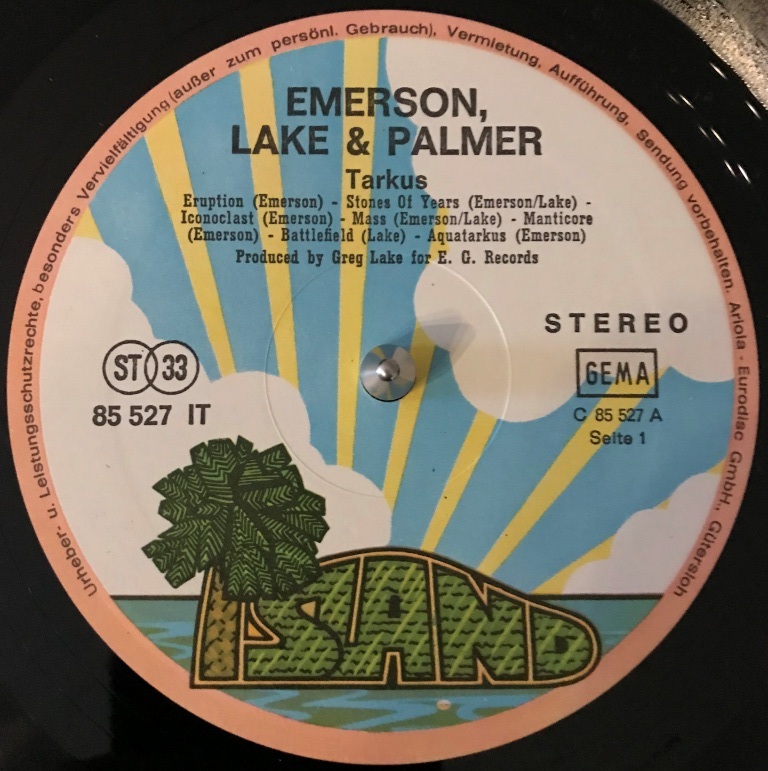 EMERSON,
LAKE & PALMER
Tarkus
Eruption (Emerson) - Stones Of Years (Emerson/Lake) -
Iconoclast (Emerson) - Mass (Emerson/Lake) - Manticore
(Emerson) - Battlefield (Lake) - Aquatarkus (Emerson)
Produced by Greg Lake for E. G. Records
STEREO
ST 33
GEMA
85 527 IT
C 85 527 A
Seite 1
ISLAND
Urheber- u. Leistungsschutzrechte, besonders Vervielfältigung (außer zum persönl. Gebrauch), Vermietung, Aufführung, Sendung vorbehalten. Ariola - Eurodisc GmbH., Gütersloh